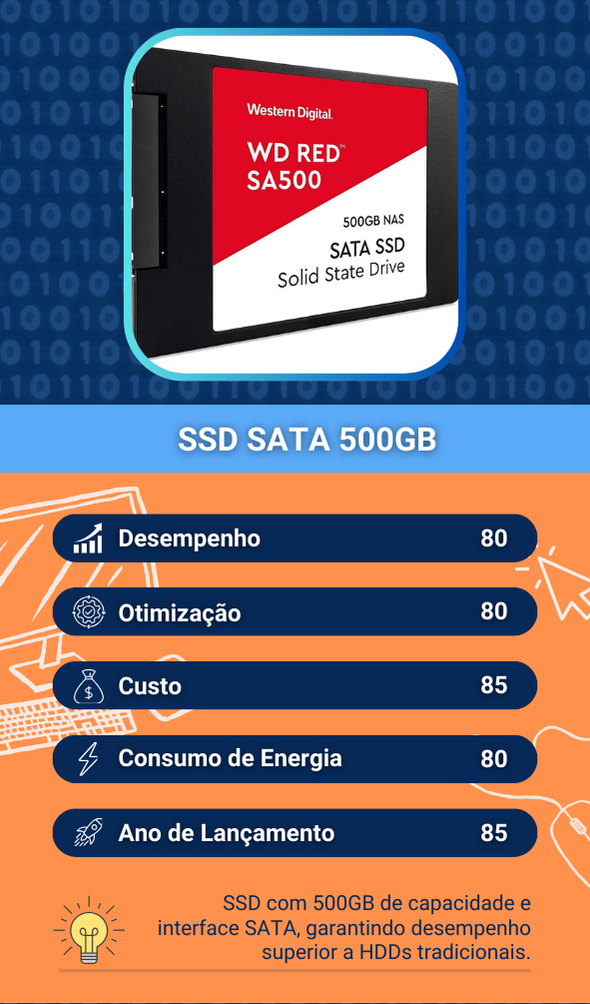 Western Digital.
WD RED™
SA500
500GB NAS
SATA SSD
Solid State Drive
SSD SATA 500GB
Desempenho 80
Otimização 80
Custo 85
Consumo de Energia 80
Ano de Lançamento 85
SSD com 500GB de capacidade e
interface SATA, garantindo desempenho
superior a HDDs tradicionais.